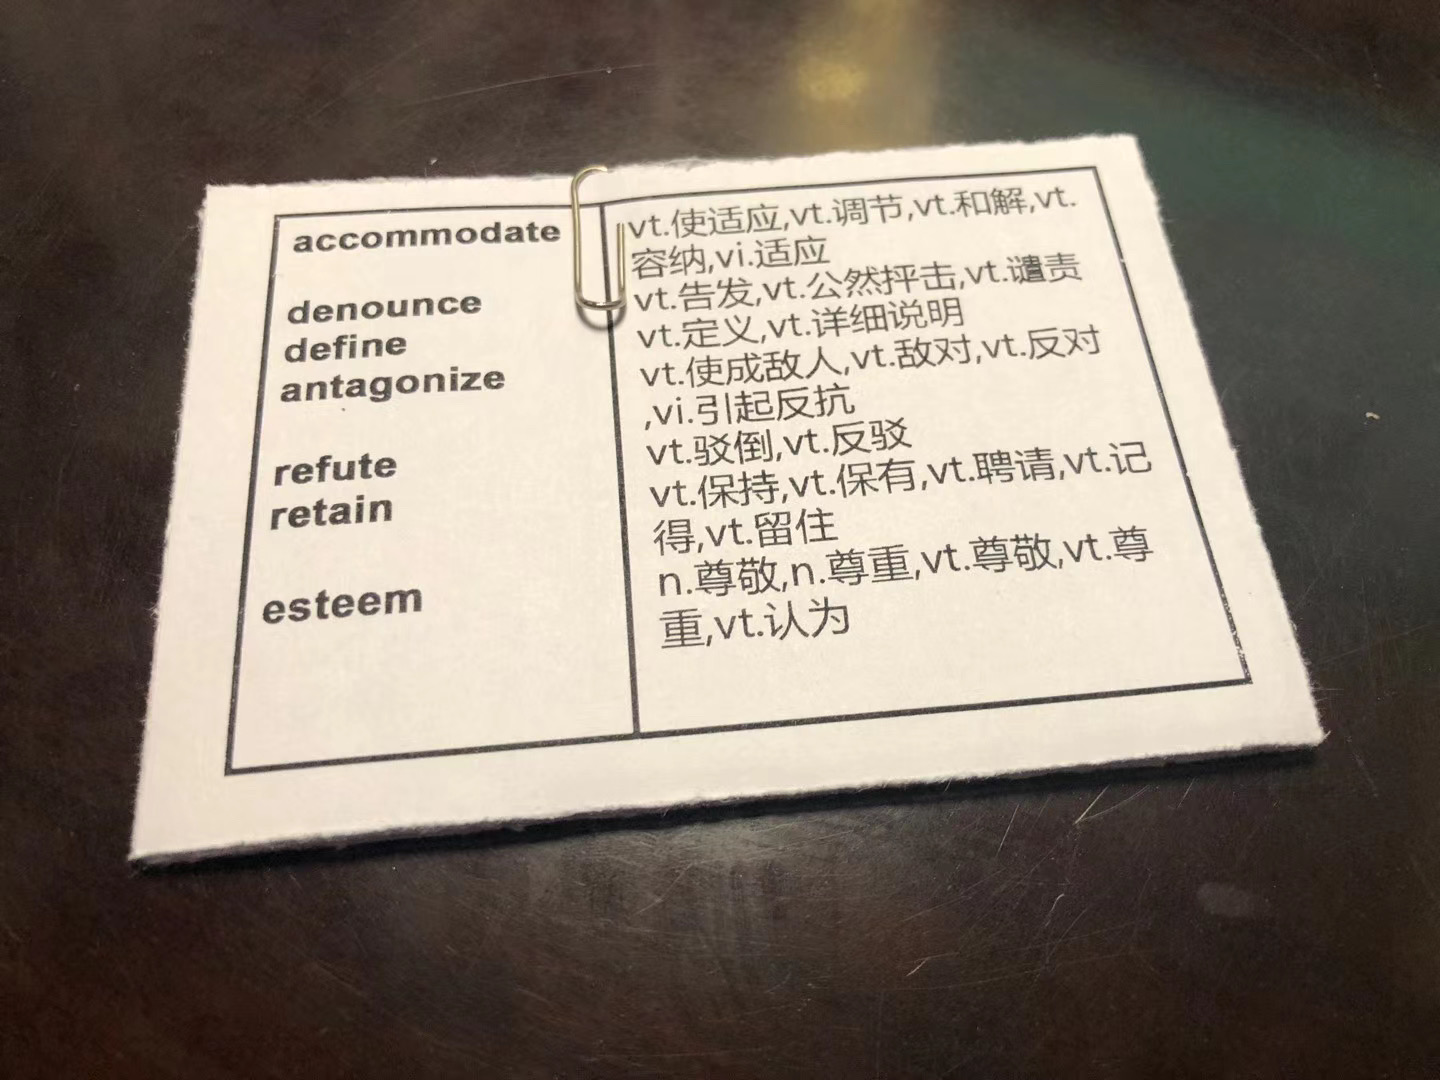 accommodate vt.使适应,vt.调节,vt.和解,vt.
容纳,vi.适应
denounce vt.告发,vt.公然抨击,vt.谴责
define vt.定义,vt.详细说明
antagonize vt.使成敌人,vt.敌对,vt.反对
,vi.引起反抗
refute vt.驳倒,vt.反驳
retain vt.保持,vt.保有,vt.聘请,vt.记
得,vt.留住
esteem n.尊敬,n.尊重,vt.尊敬,vt.尊
重,vt.认为